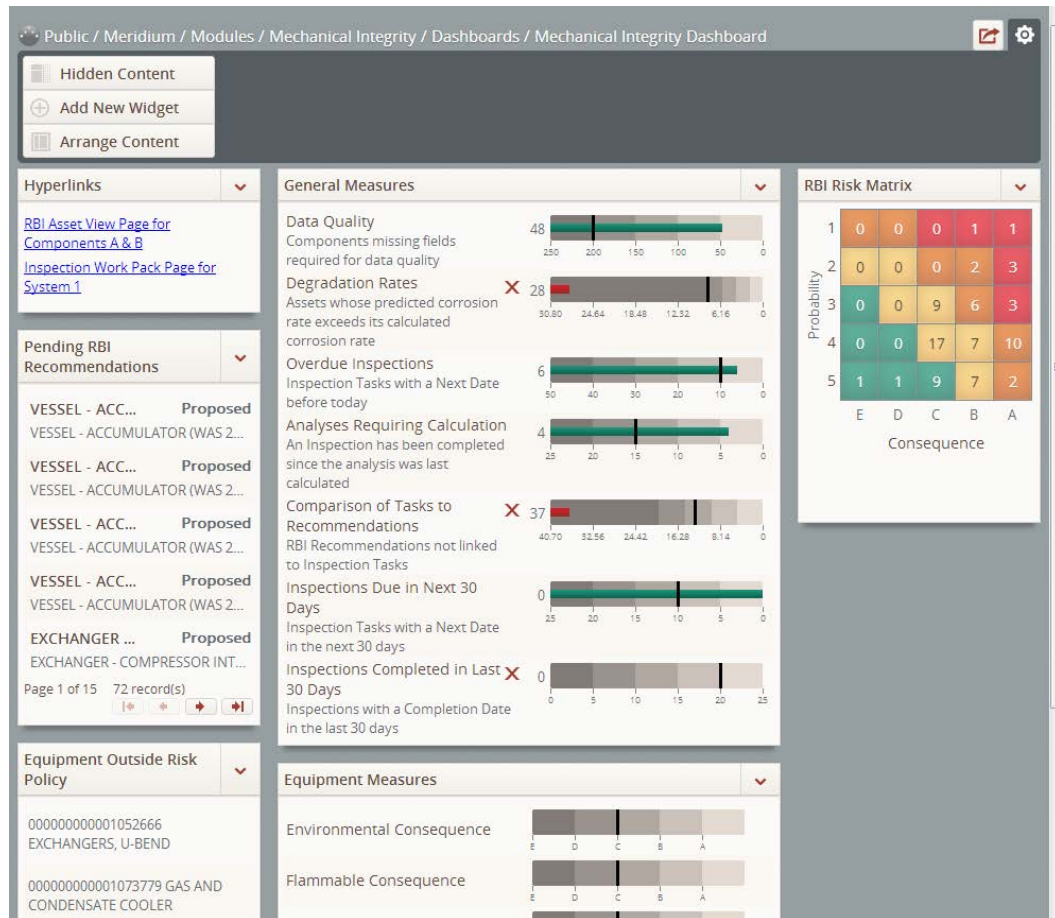 Public / Meridium / Modules / Mechanical Integrity / Dashboards / Mechanical Integrity Dashboard
Hidden Content
Add New Widget
Arrange Content
Hyperlinks
RBI Asset View Page for
Components A & B
Inspection Work Pack Page for
System 1
Pending RBI
Recommendations
VESSEL - ACC... Proposed
VESSEL - ACCUMULATOR (WAS 2...
VESSEL - ACC... Proposed
VESSEL - ACCUMULATOR (WAS 2...
VESSEL - ACC... Proposed
VESSEL - ACCUMULATOR (WAS 2...
VESSEL - ACC... Proposed
VESSEL - ACCUMULATOR (WAS 2...
EXCHANGER ... Proposed
EXCHANGER - COMPRESSOR INT...
Page 1 of 15 72 record(s)
Equipment Outside Risk
Policy
000000000001052666
EXCHANGERS, U-BEND
000000000001073779 GAS AND
CONDENSATE COOLER
General Measures
Data Quality
Components missing fields
required for data quality
48
250 200 150 100 50 0
Degradation Rates
Assets whose predicted corrosion
rate exceeds its calculated
corrosion rate
28
30.80 24.64 18.48 12.32 6.16 0
Overdue Inspections
Inspection Tasks with a Next Date
before today
6
50 40 30 20 10 0
Analyses Requiring Calculation
An Inspection has been completed
since the analysis was last
calculated
4
25 20 15 10 5 0
Comparison of Tasks to
Recommendations
RBI Recommendations not linked
to Inspection Tasks
37
40.70 32.56 24.42 16.28 8.14 0
Inspections Due in Next 30
Days
Inspection Tasks with a Next Date
in the next 30 days
0
25 20 15 10 5 0
Inspections Completed in Last
30 Days
Inspections with a Completion Date
in the last 30 days
0
0 5 10 15 20 25
Equipment Measures
Environmental Consequence
E D C B A
Flammable Consequence
E D C B A
RBI Risk Matrix
Probability
1 0 0 0 1 1
2 0 0 0 2 3
3 0 0 9 6 3
4 0 0 17 7 10
5 1 1 9 7 2
E D C B A
Consequence